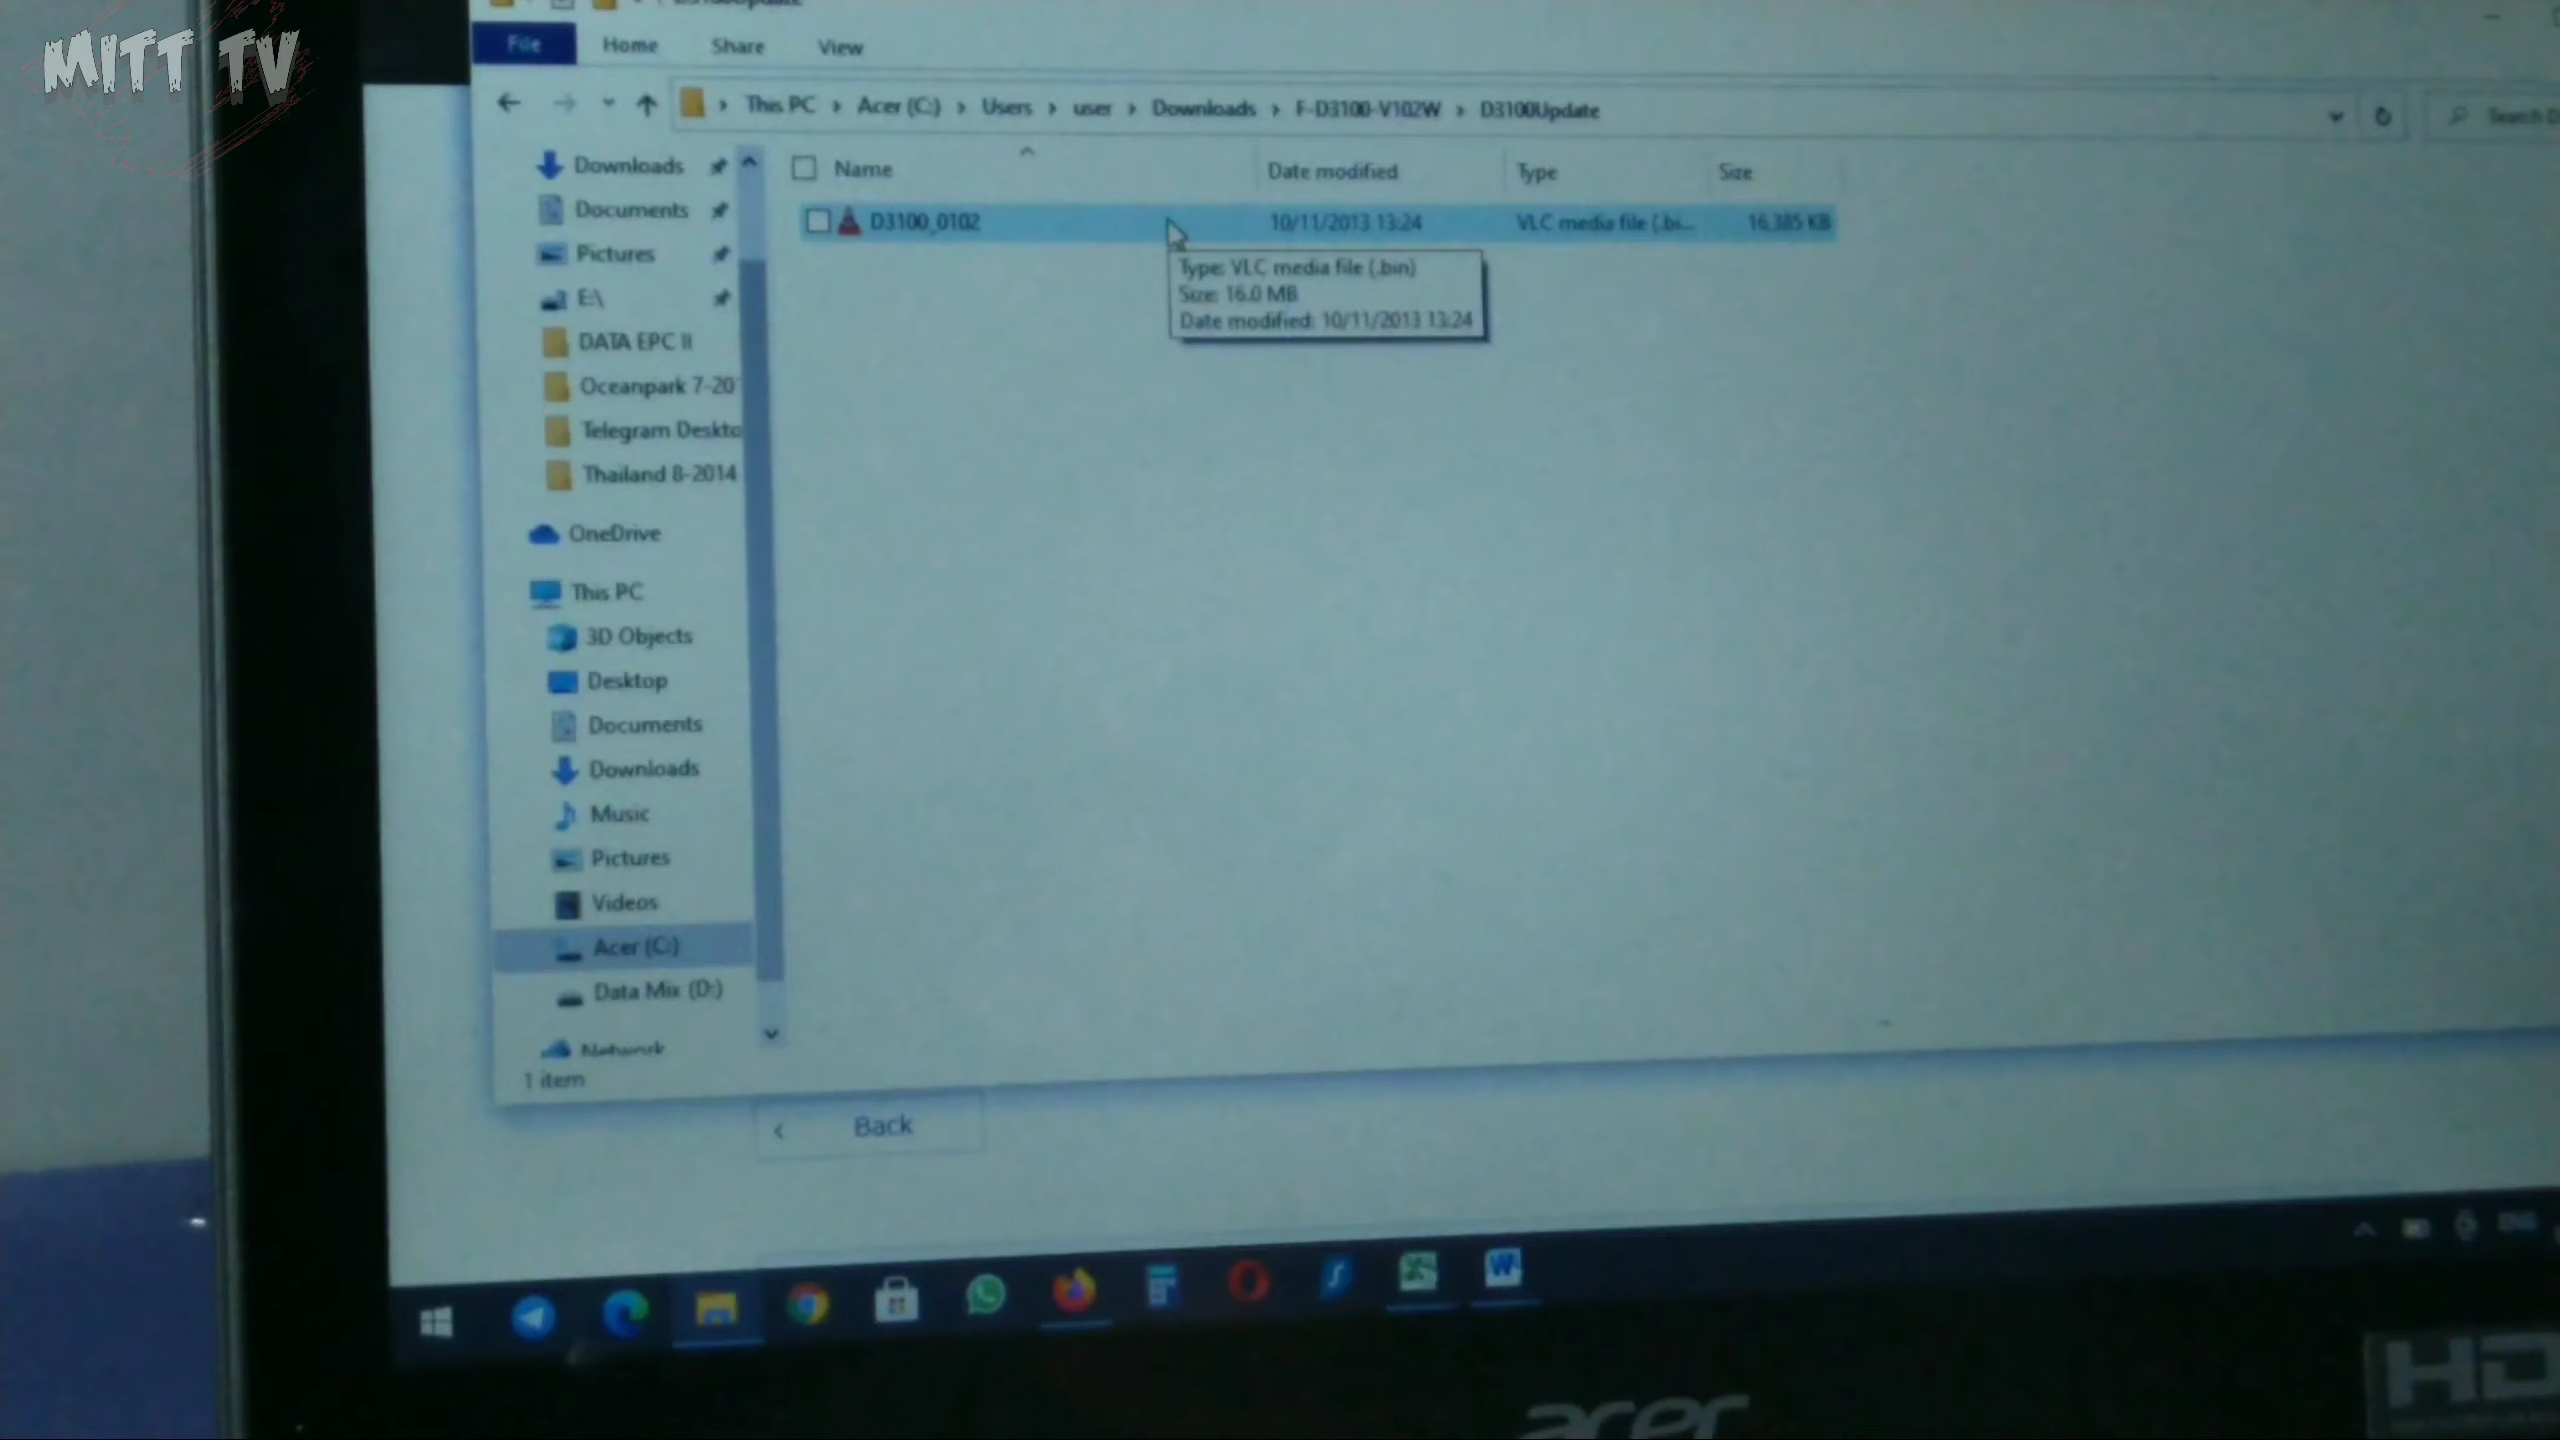 MITT TV
File Home Share View
This PC > Acer (C:) > Users > user > Downloads > F-D3100-V102W > D3100Update
Name Date modified Type Size
D3100_0102 10/11/2013 13:24 VLC media file (.bi... 16,385 KB
Type: VLC media file (.bin)
Size: 16.0 MB
Date modified: 10/11/2013 13:24
Downloads
Documents
Pictures
E:\
DATA EPC II
Oceanpark 7-201
Telegram Deskto
Thailand 8-2014
OneDrive
This PC
3D Objects
Desktop
Documents
Downloads
Music
Pictures
Videos
Acer (C:)
Data Mix (D:)
Network
1 item
Back
acer
HD